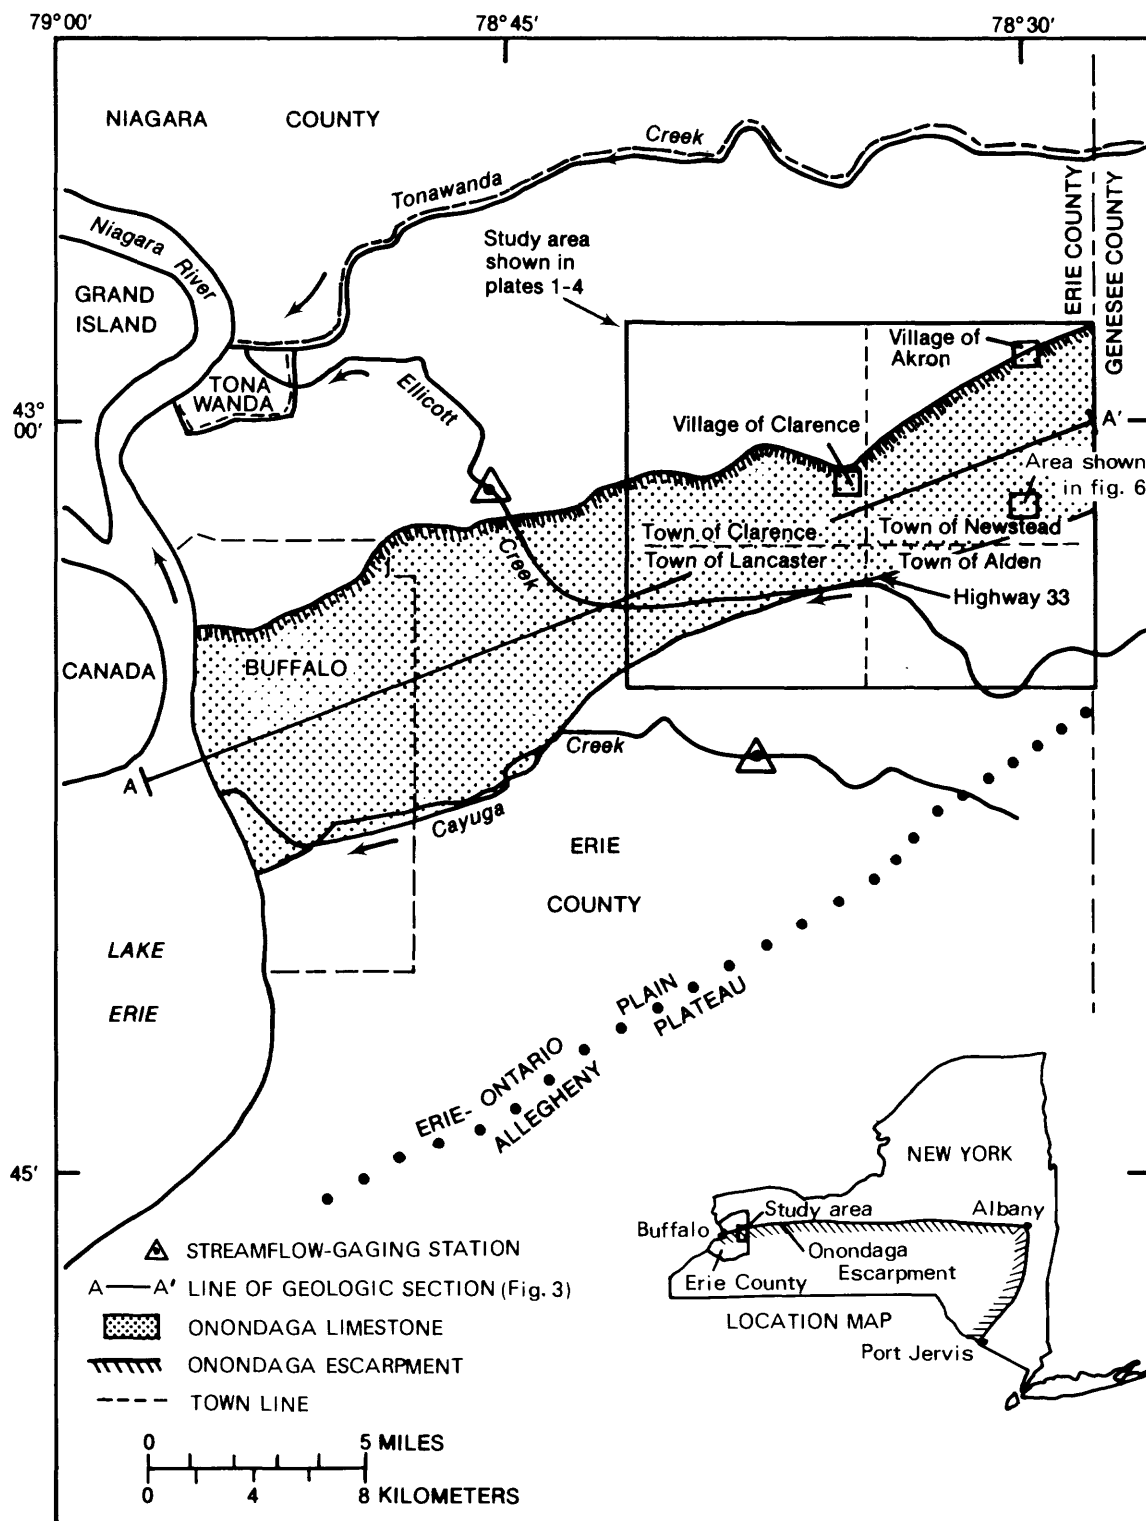 79°00′
78°45′
78°30′
NIAGARA COUNTY
Creek
Tonawanda
ERIE COUNTY
GENESEE COUNTY
Niagara River
Study area
shown in
plates 1-4
GRAND
ISLAND
Village of
Akron
TONA
WANDA
Ellicott
43°
00′
A′
Village of Clarence
Area shown
in fig. 6
Town of Clarence
Town of Newstead
Creek
Town of Lancaster
Town of Alden
Highway 33
CANADA
BUFFALO
A
Creek
Cayuga
ERIE
COUNTY
LAKE
ERIE
PLAIN
PLATEAU
ERIE- ONTARIO
ALLEGHENY
45′
NEW YORK
Study area
Albany
Buffalo
Onondaga
Escarpment
Erie County
LOCATION MAP
Port Jervis
STREAMFLOW-GAGING STATION
A—A′ LINE OF GEOLOGIC SECTION (Fig. 3)
ONONDAGA LIMESTONE
ONONDAGA ESCARPMENT
TOWN LINE
0 5 MILES
0 4 8 KILOMETERS